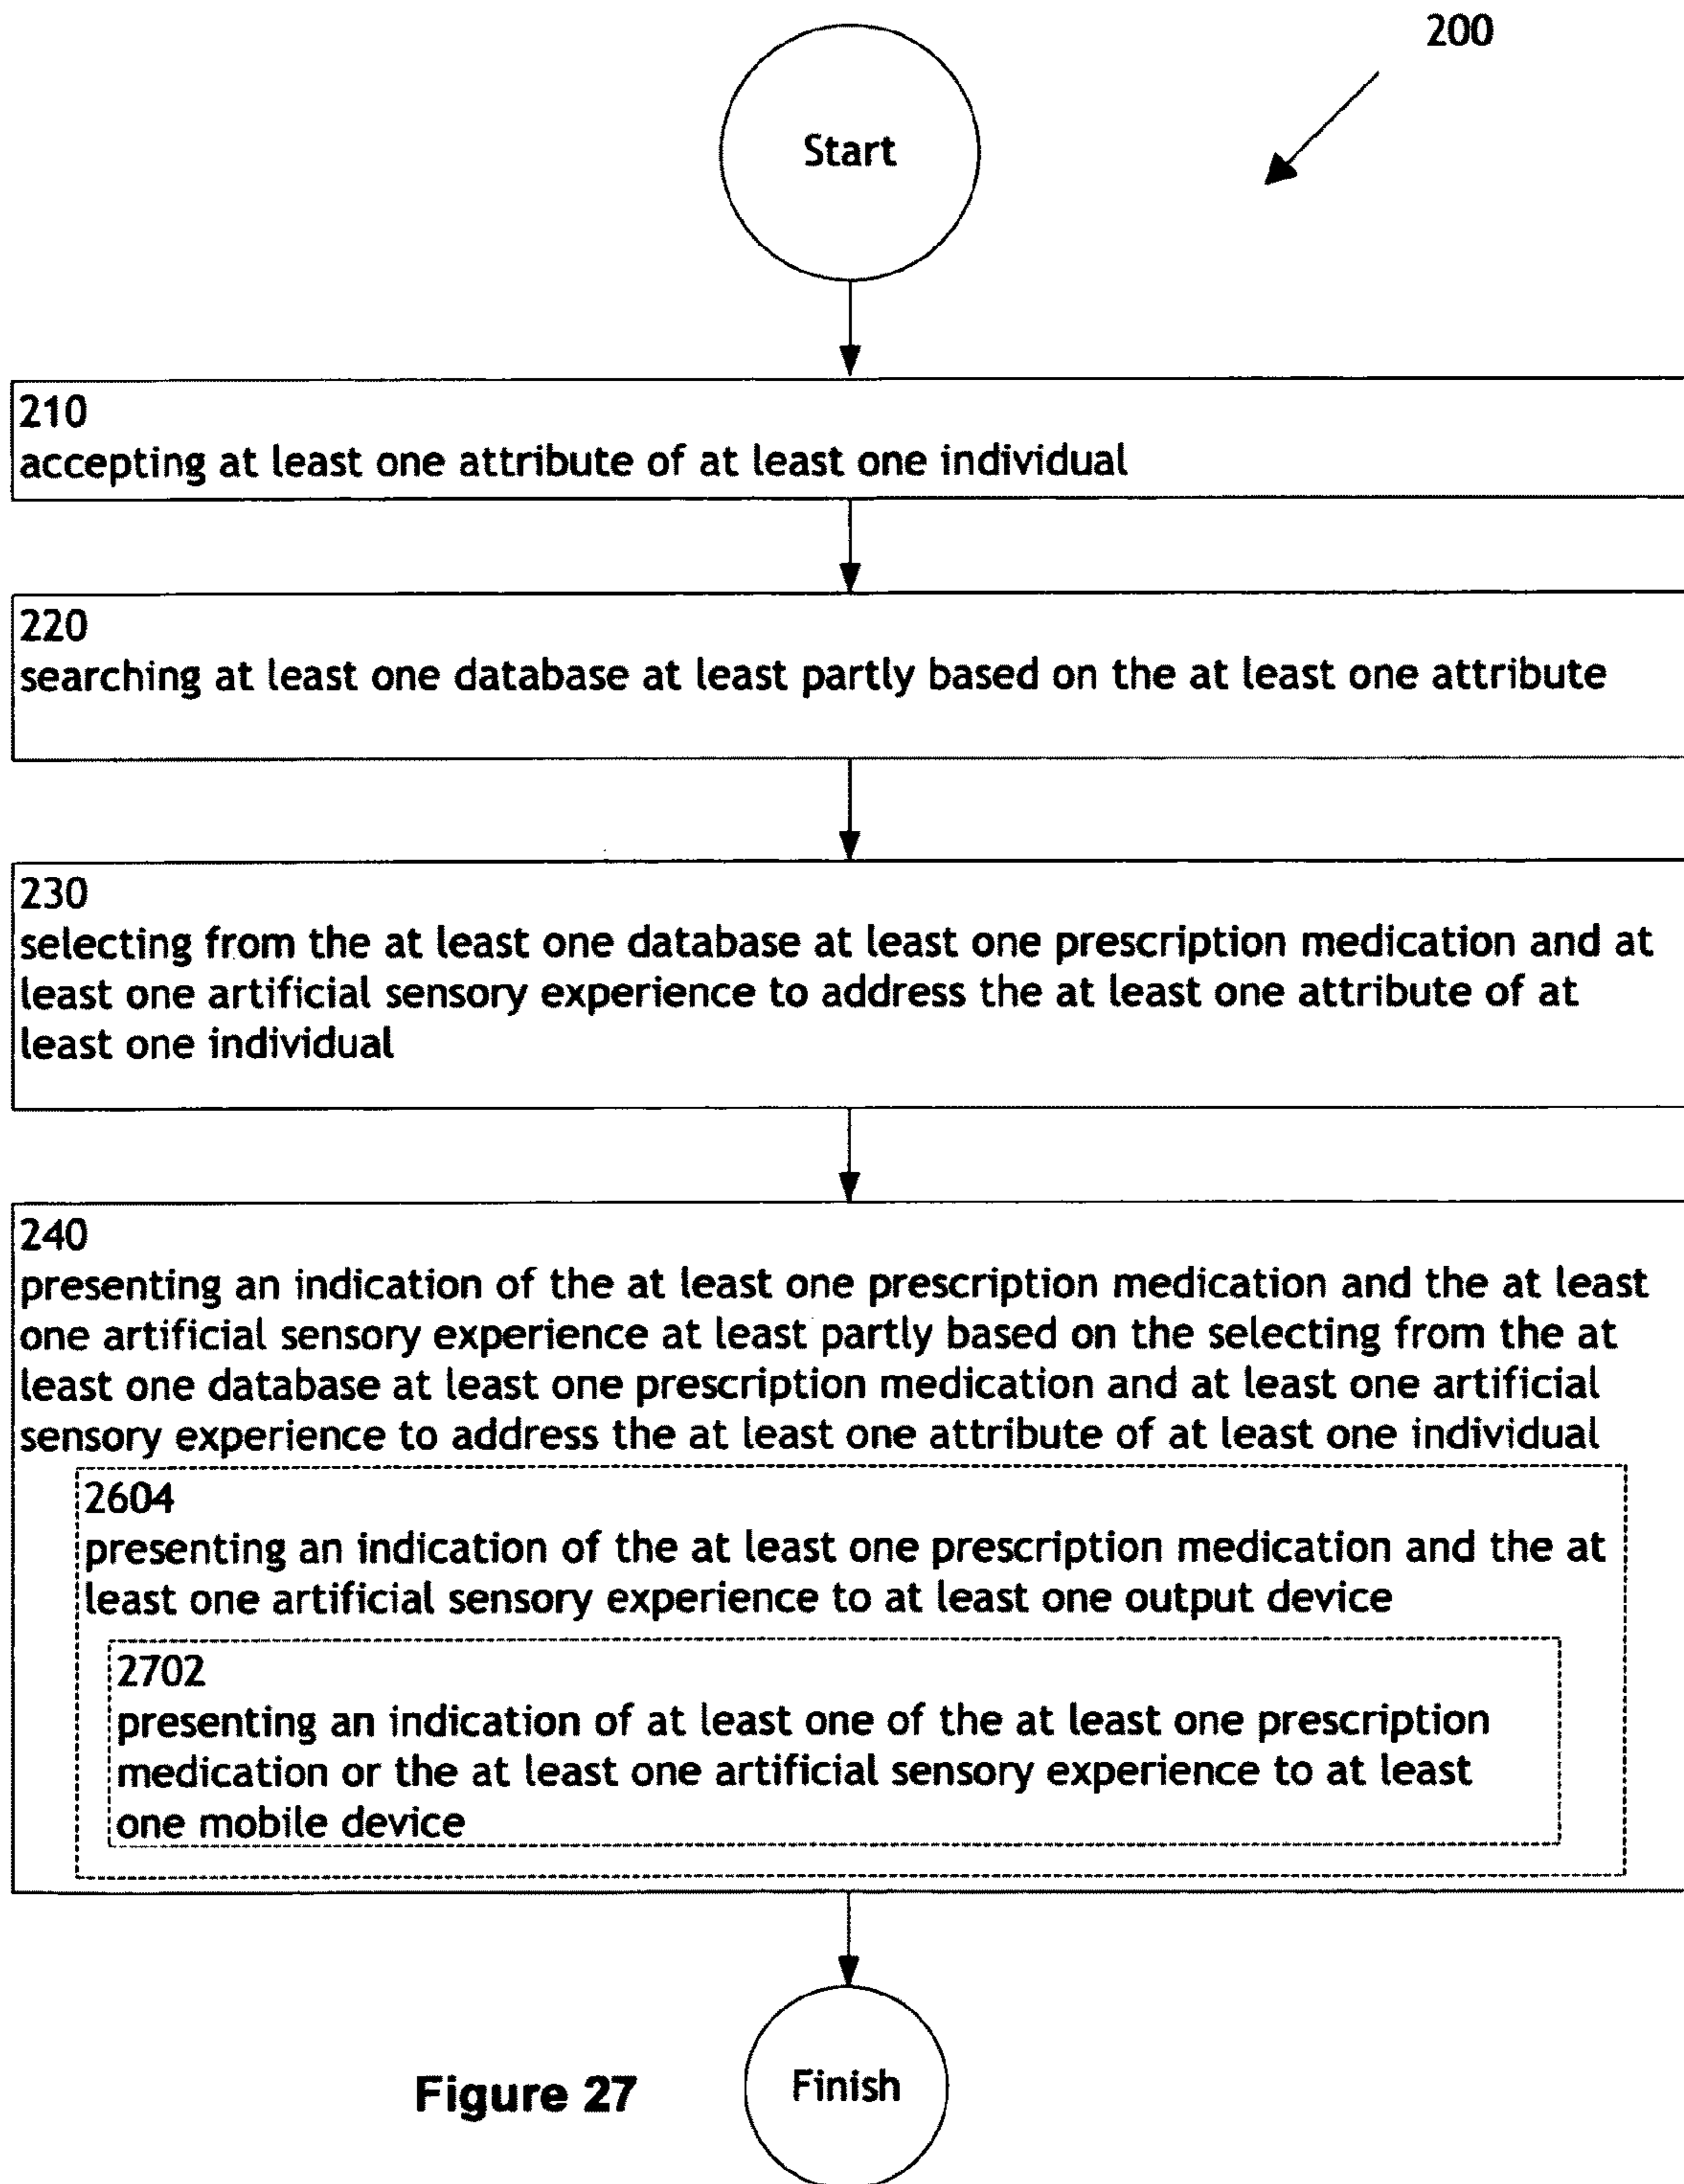 200
Start
210
accepting at least one attribute of at least one individual
220
searching at least one database at least partly based on the at least one attribute
230
selecting from the at least one database at least one prescription medication and at
least one artificial sensory experience to address the at least one attribute of at
least one individual
240
presenting an indication of the at least one prescription medication and the at least
one artificial sensory experience at least partly based on the selecting from the at
least one database at least one prescription medication and at least one artificial
sensory experience to address the at least one attribute of at least one individual
2604
presenting an indication of the at least one prescription medication and the at
least one artificial sensory experience to at least one output device
2702
presenting an indication of at least one of the at least one prescription
medication or the at least one artificial sensory experience to at least
one mobile device
Finish
Figure 27